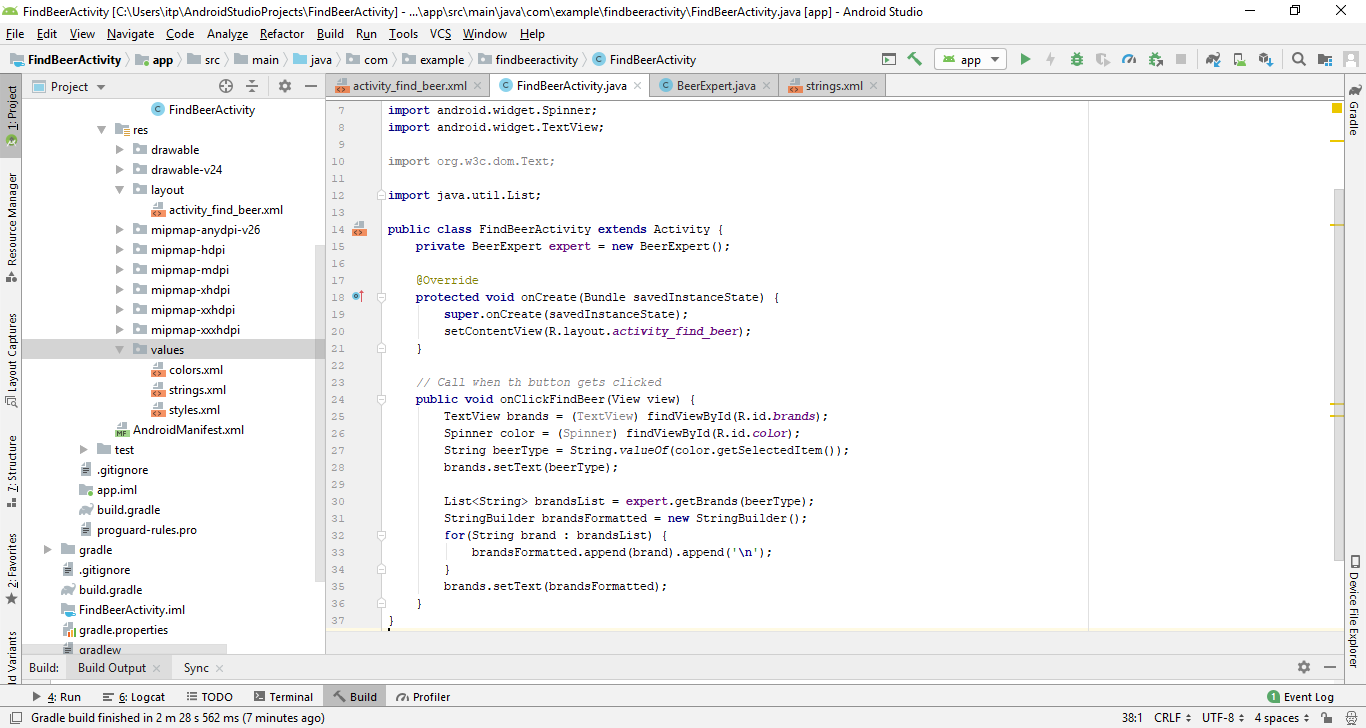 FindBeerActivity [C:\Users\itp\AndroidStudioProjects\FindBeerActivity] - ...\app\src\main\java\com\example\findbeeractivity\FindBeerActivity.java [app] - Android Studio
File Edit View Navigate Code Analyze Refactor Build Run Tools VCS Window Help
FindBeerActivity app src main java com example findbeeractivity FindBeerActivity app
Project activity_find_beer.xml FindBeerActivity.java BeerExpert.java strings.xml
1: Project
Resource Manager
Layout Captures
7: Structure
2: Favorites
ld Variants
FindBeerActivity
res
drawable
drawable-v24
layout
activity_find_beer.xml
mipmap-anydpi-v26
mipmap-hdpi
mipmap-mdpi
mipmap-xhdpi
mipmap-xxhdpi
mipmap-xxxhdpi
values
colors.xml
strings.xml
styles.xml
AndroidManifest.xml
test
.gitignore
app.iml
build.gradle
proguard-rules.pro
gradle
.gitignore
build.gradle
FindBeerActivity.iml
gradle.properties
gradlew
7 import android.widget.Spinner;
8 import android.widget.TextView;
9
10 import org.w3c.dom.Text;
11
12 import java.util.List;
13
14 public class FindBeerActivity extends Activity {
15 private BeerExpert expert = new BeerExpert();
16
17 @Override
18 protected void onCreate(Bundle savedInstanceState) {
19 super.onCreate(savedInstanceState);
20 setContentView(R.layout.activity_find_beer);
21 }
22
23 // Call when th button gets clicked
24 public void onClickFindBeer(View view) {
25 TextView brands = (TextView) findViewById(R.id.brands);
26 Spinner color = (Spinner) findViewById(R.id.color);
27 String beerType = String.valueOf(color.getSelectedItem());
28 brands.setText(beerType);
29
30 List<String> brandsList = expert.getBrands(beerType);
31 StringBuilder brandsFormatted = new StringBuilder();
32 for(String brand : brandsList) {
33 brandsFormatted.append(brand).append('\n');
34 }
35 brands.setText(brandsFormatted);
36 }
37 }
Gradle
Device File Explorer
Build: Build Output Sync
4: Run 6: Logcat TODO Terminal Build Profiler 1 Event Log
Gradle build finished in 2 m 28 s 562 ms (7 minutes ago) 38:1 CRLF UTF-8 4 spaces